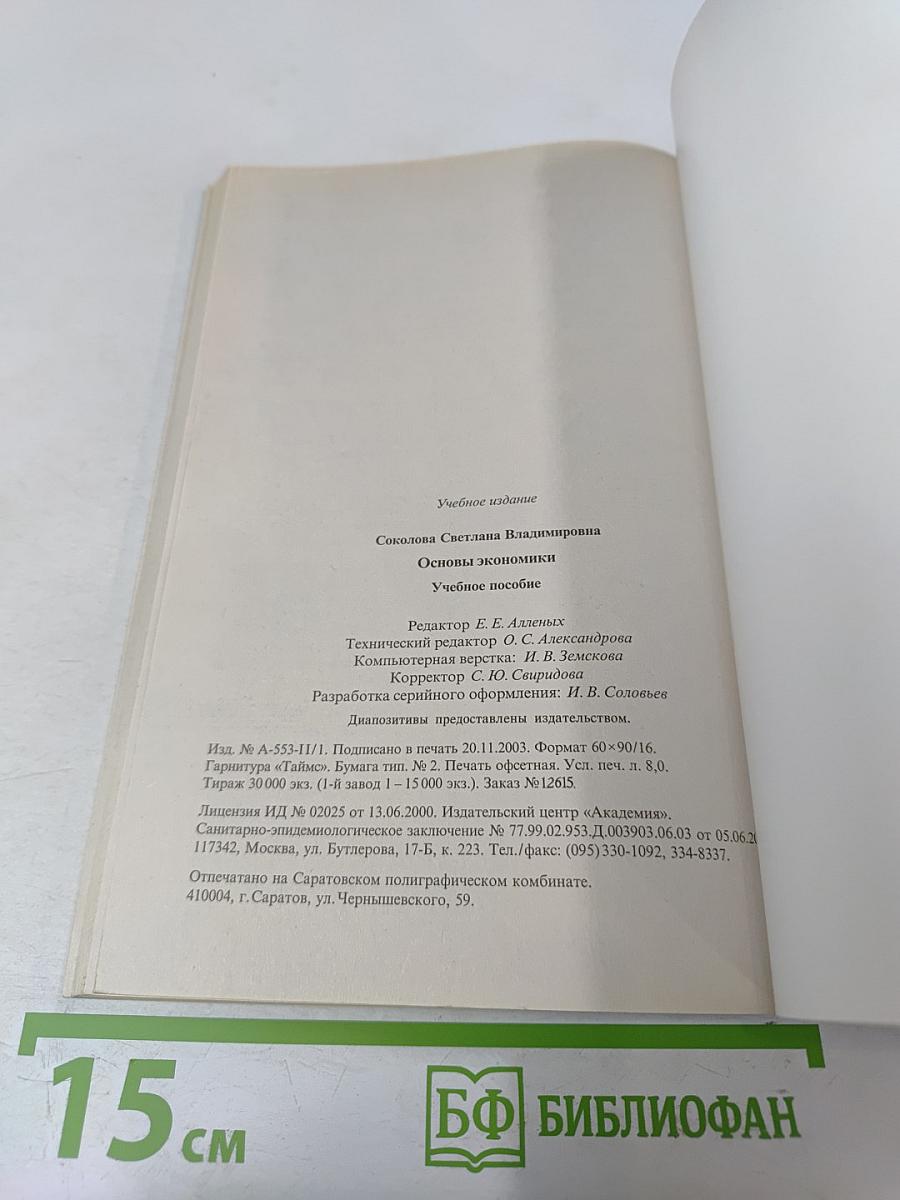 Учебное издание
Соколова Светлана Владимировна
Основы экономики
Учебное пособие
Редактор Е. Е. Алленых
Технический редактор О. С. Александрова
Компьютерная верстка: И. В. Земскова
Корректор С. Ю. Свиридова
Разработка серийного оформления: И. В. Соловьев
Диапозитивы предоставлены издательством.
Изд. № А-553-II/1. Подписано в печать 20.11.2003. Формат 60×90/16.
Гарнитура «Таймс». Бумага тип. № 2. Печать офсетная. Усл. печ. л. 8,0.
Тираж 30 000 экз. (1-й завод 1 – 15 000 экз.). Заказ №12615.
Лицензия ИД № 02025 от 13.06.2000. Издательский центр «Академия».
Санитарно-эпидемиологическое заключение № 77.99.02.953.Д.003903.06.03 от 05.06.20
117342, Москва, ул. Бутлерова, 17-Б, к. 223. Тел./факс: (095)330-1092, 334-8337.
Отпечатано на Саратовском полиграфическом комбинате.
410004, г. Саратов, ул. Чернышевского, 59.
15 см
БФ БИБЛИОФАН